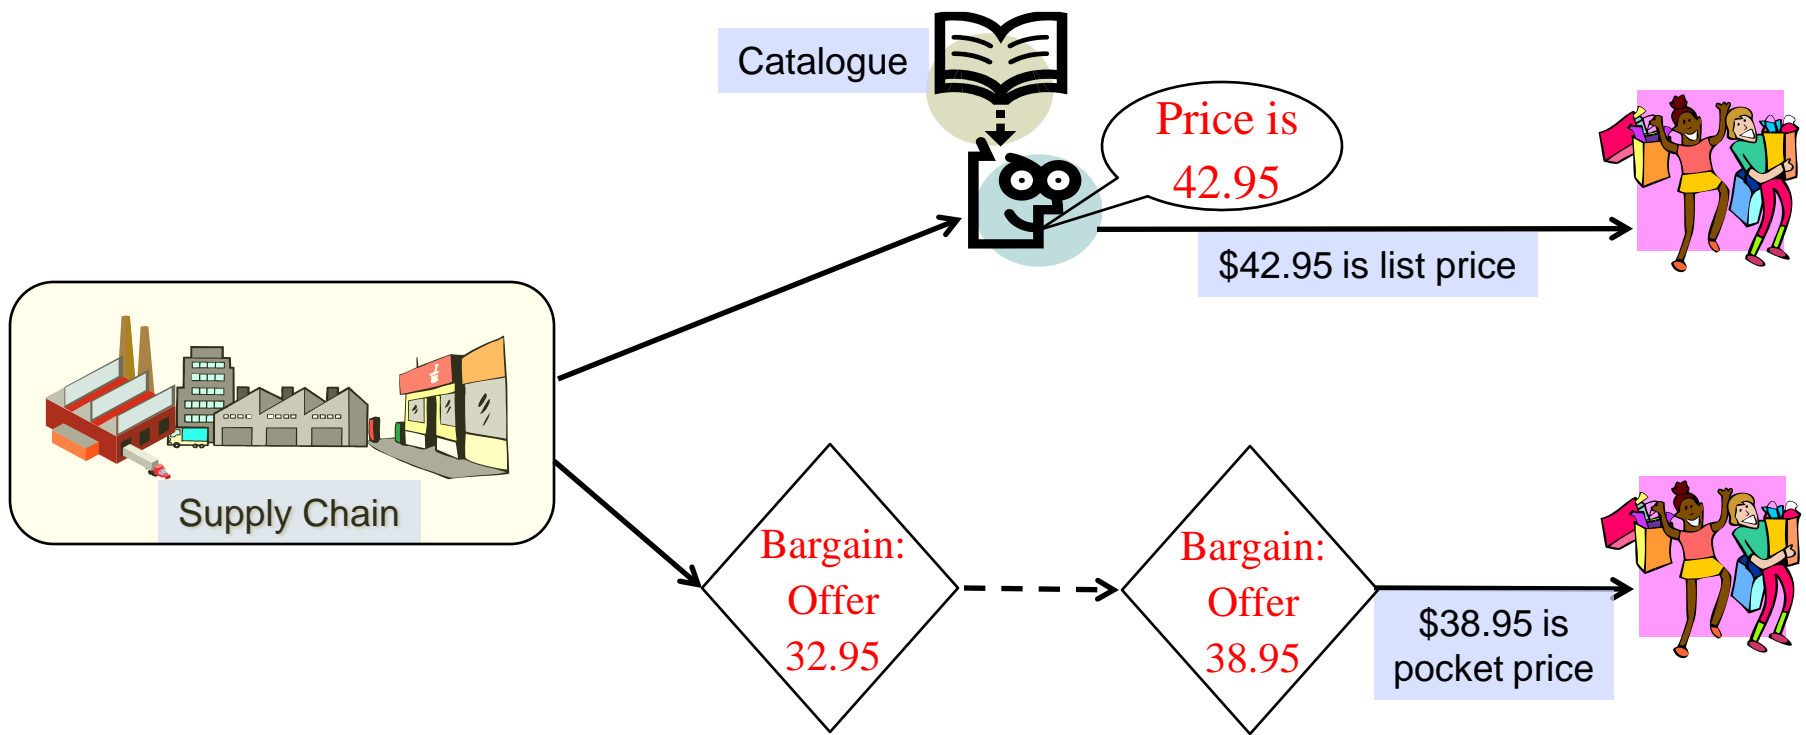 Catalogue
Price is
42.95
$42.95 is list price
Supply Chain
Bargain:
Offer
32.95
Bargain:
Offer
38.95
$38.95 is
pocket price